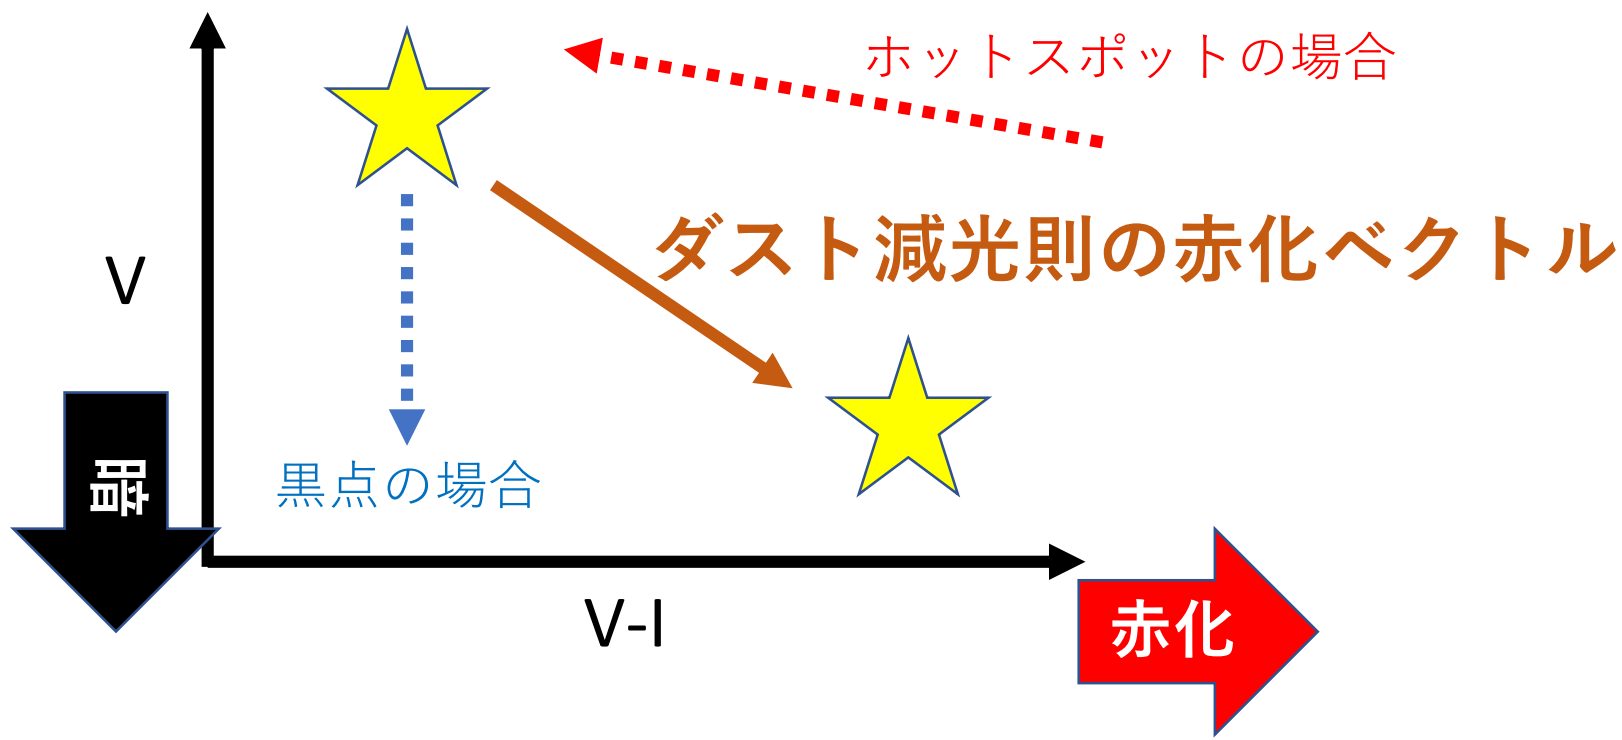 ホットスポットの場合
ダスト減光則の赤化ベクトル
V
暗
黒点の場合
V-I
赤化